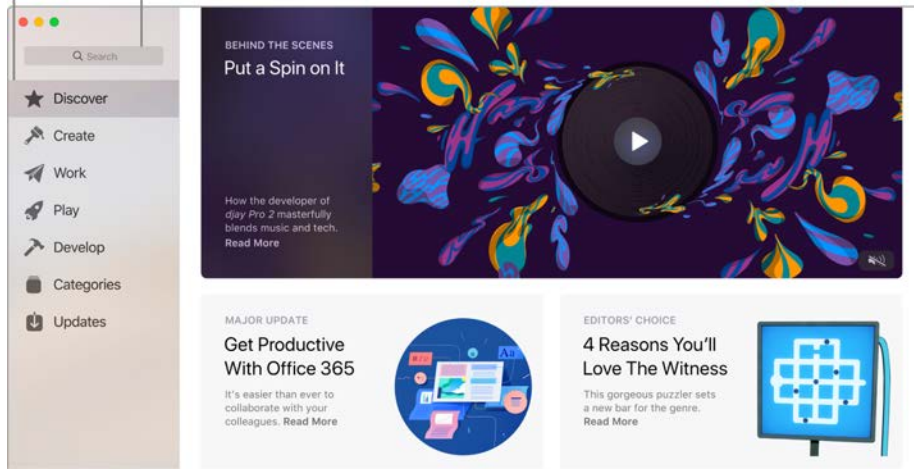 Search
Discover
Create
Work
Play
Develop
Categories
Updates
BEHIND THE SCENES
Put a Spin on It
How the developer of
djay Pro 2 masterfully
blends music and tech.
Read More
MAJOR UPDATE
Get Productive
With Office 365
It's easier than ever to
collaborate with your
colleagues. Read More
Aa
EDITORS' CHOICE
4 Reasons You'll
Love The Witness
This gorgeous puzzler sets
a new bar for the genre.
Read More